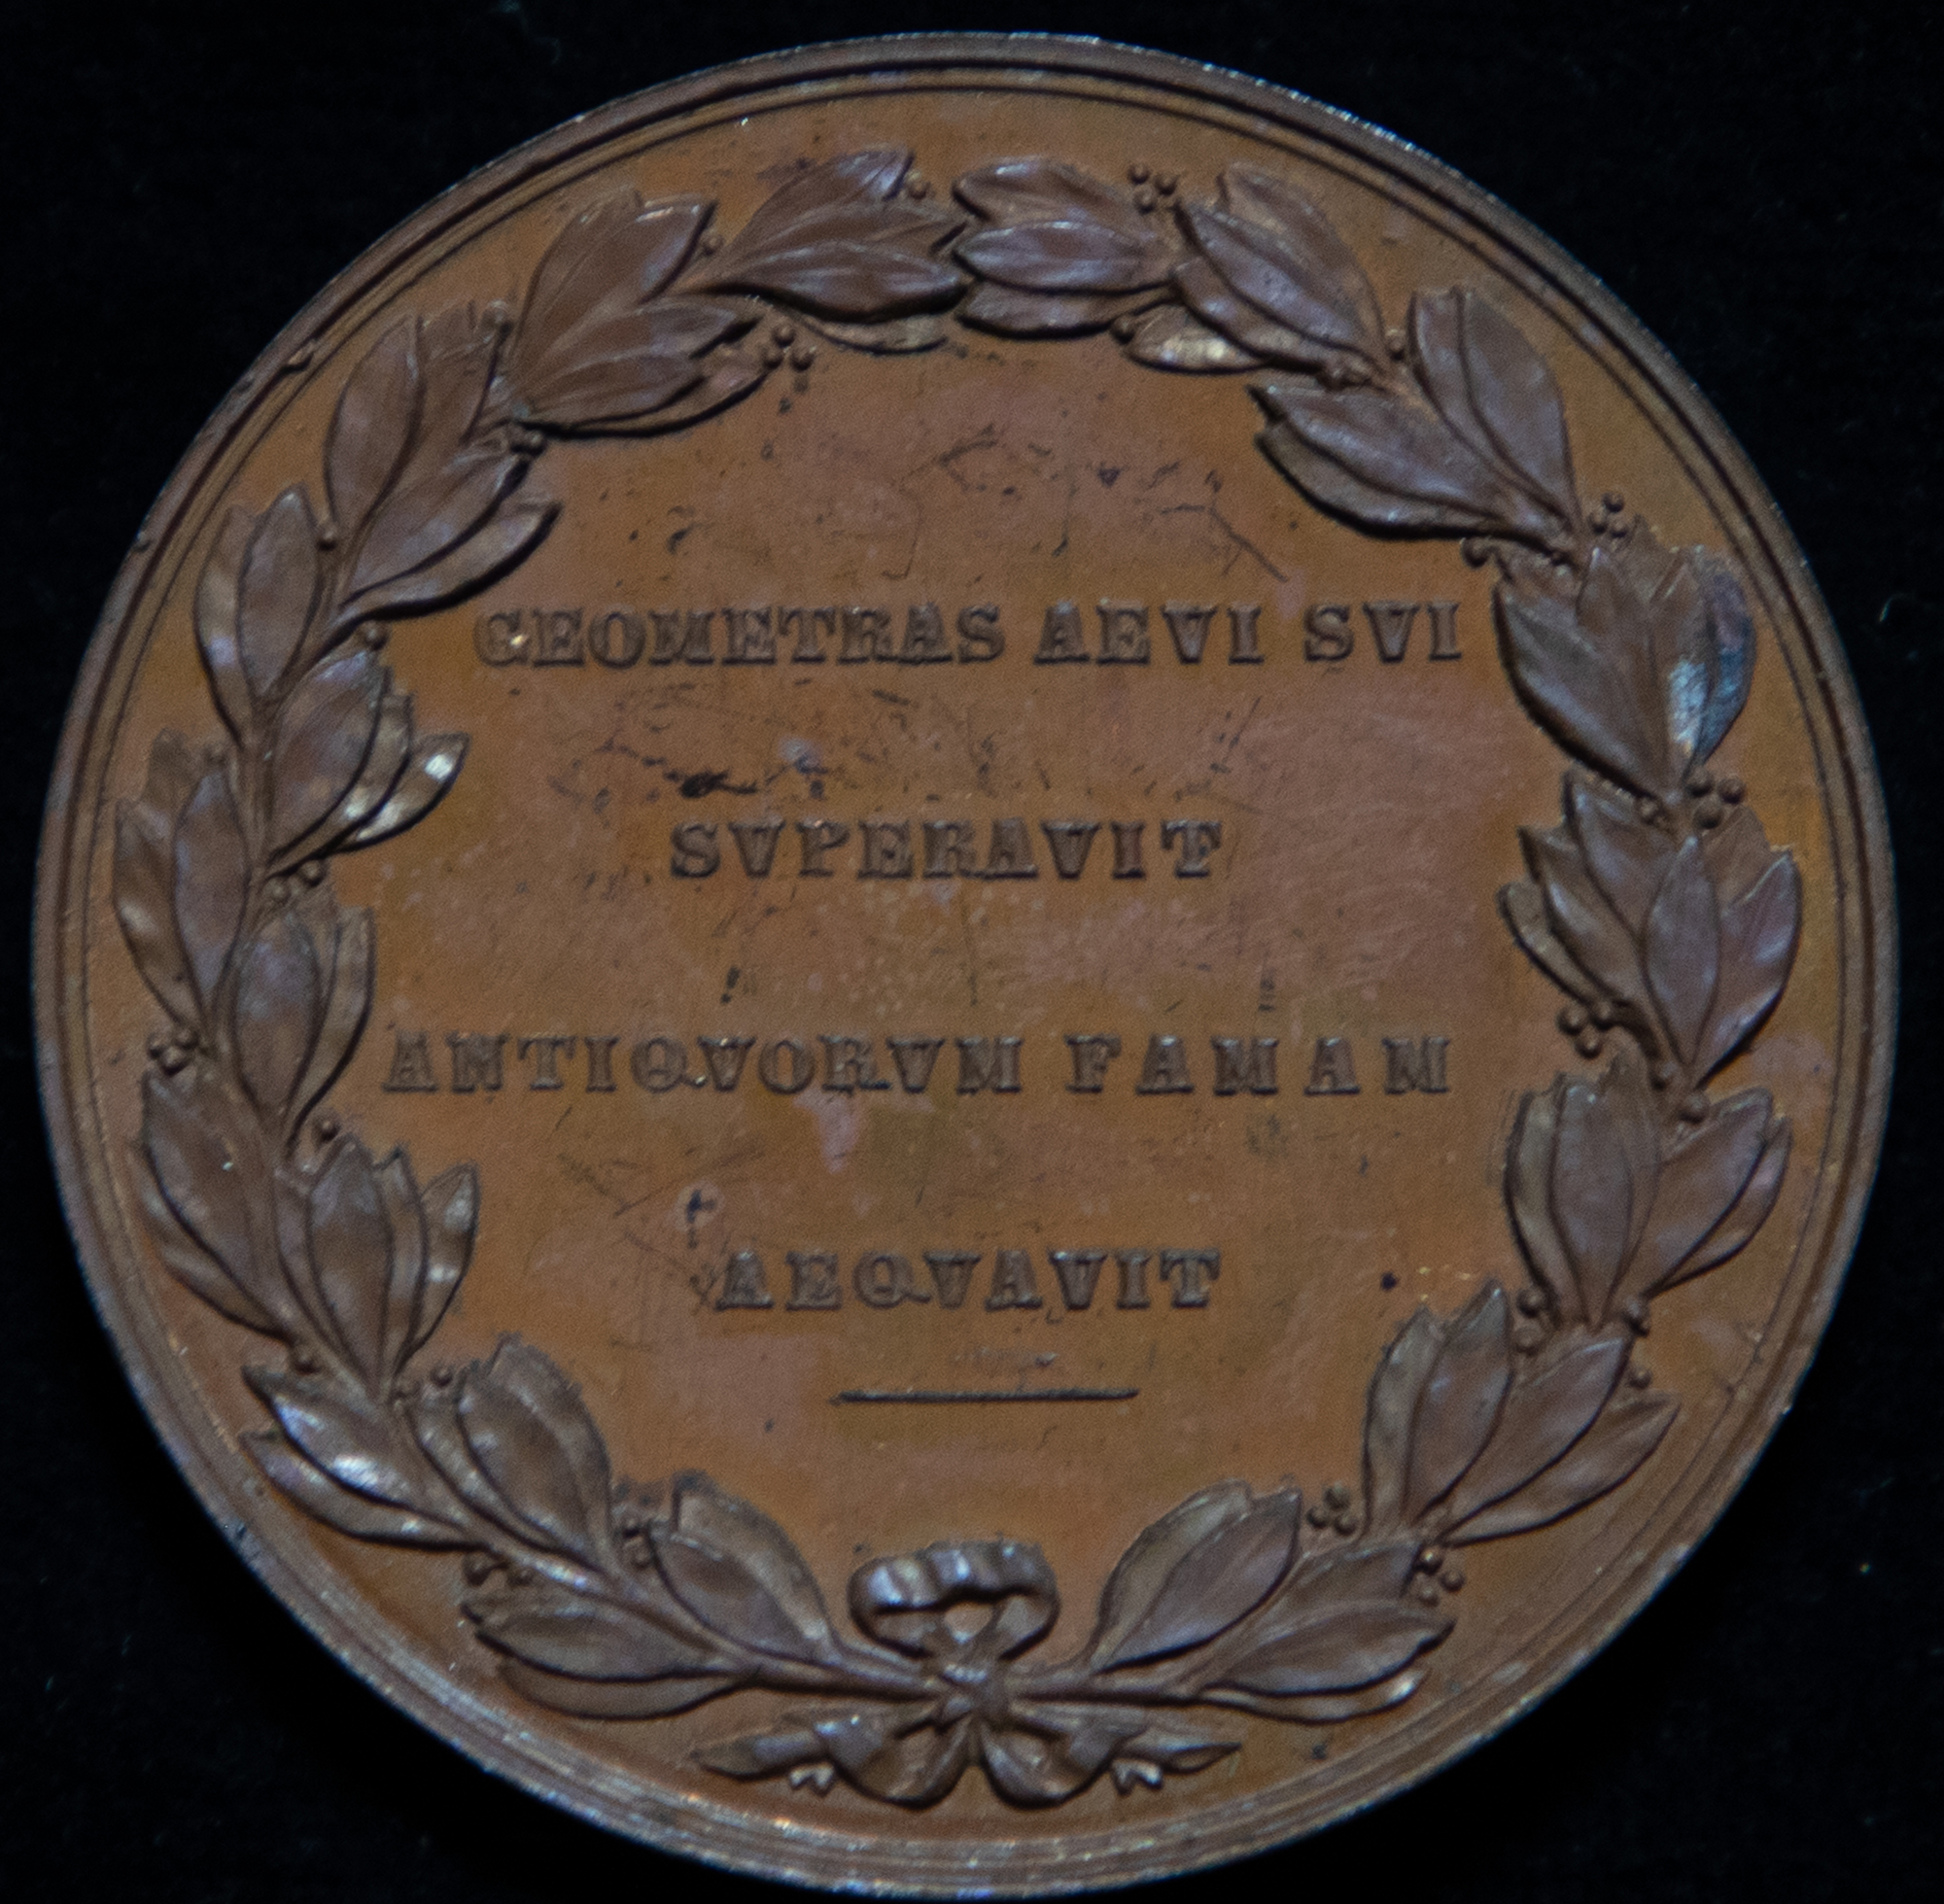 GEOMETRAS AEVI SVI
SVPERAVIT
ANTIQVORVM FAMAM
AEQVAVIT